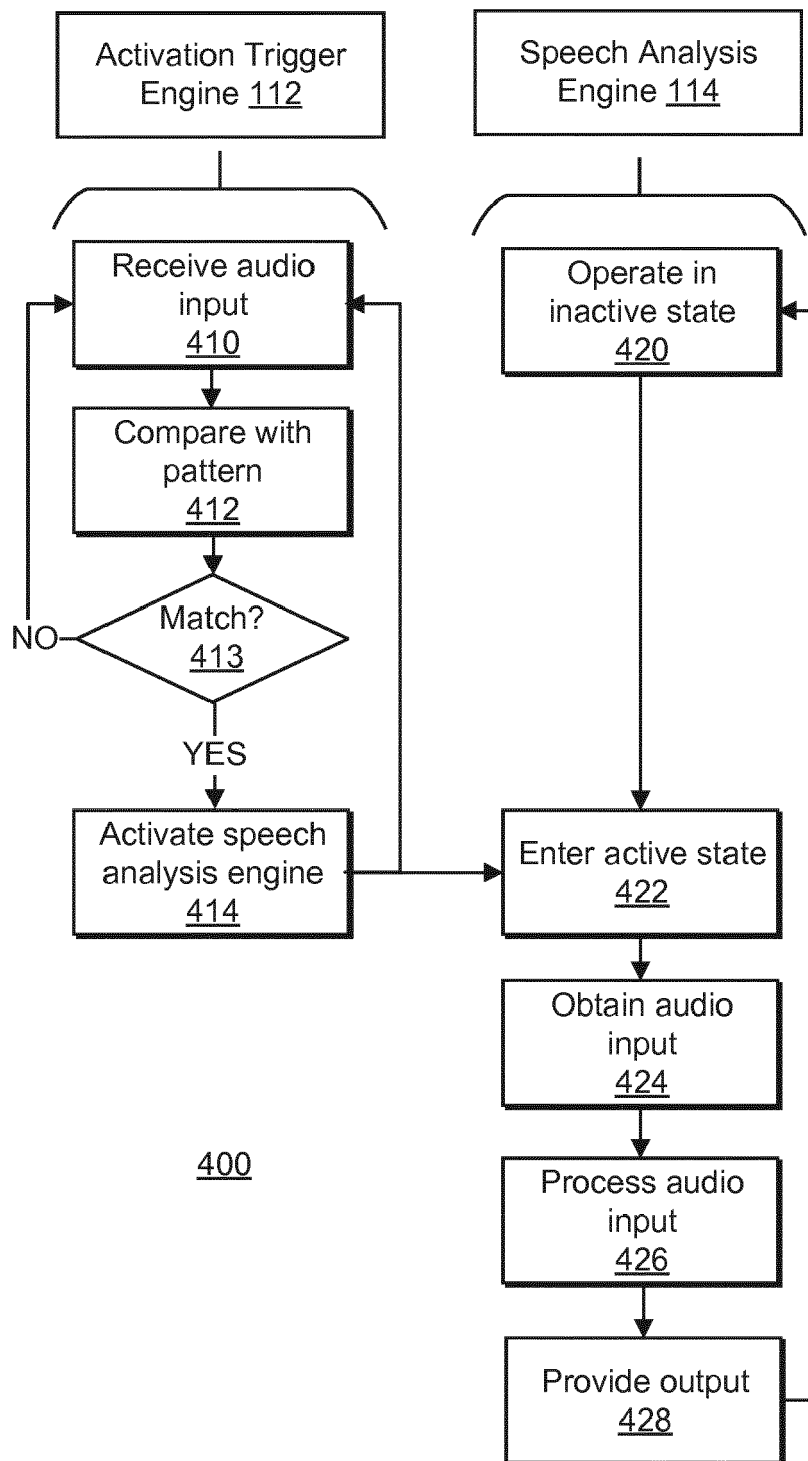 Activation Trigger
Engine 112
Speech Analysis
Engine 114
Receive audio
input
410
Operate in
inactive state
420
Compare with
pattern
412
Match?
413
NO
YES
Activate speech
analysis engine
414
Enter active state
422
Obtain audio
input
424
400
Process audio
input
426
Provide output
428